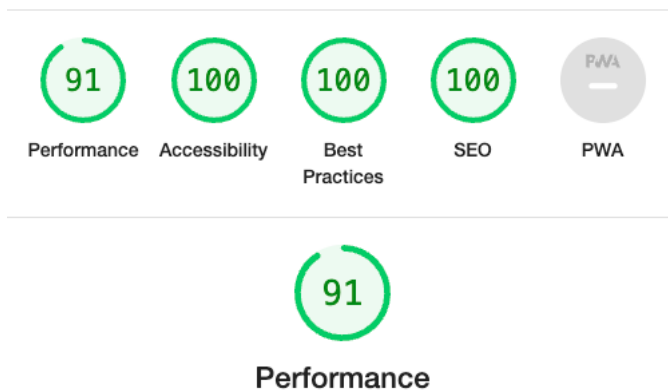 91 100 100 100 PWA
Performance Accessibility Best SEO PWA
Practices
91
Performance